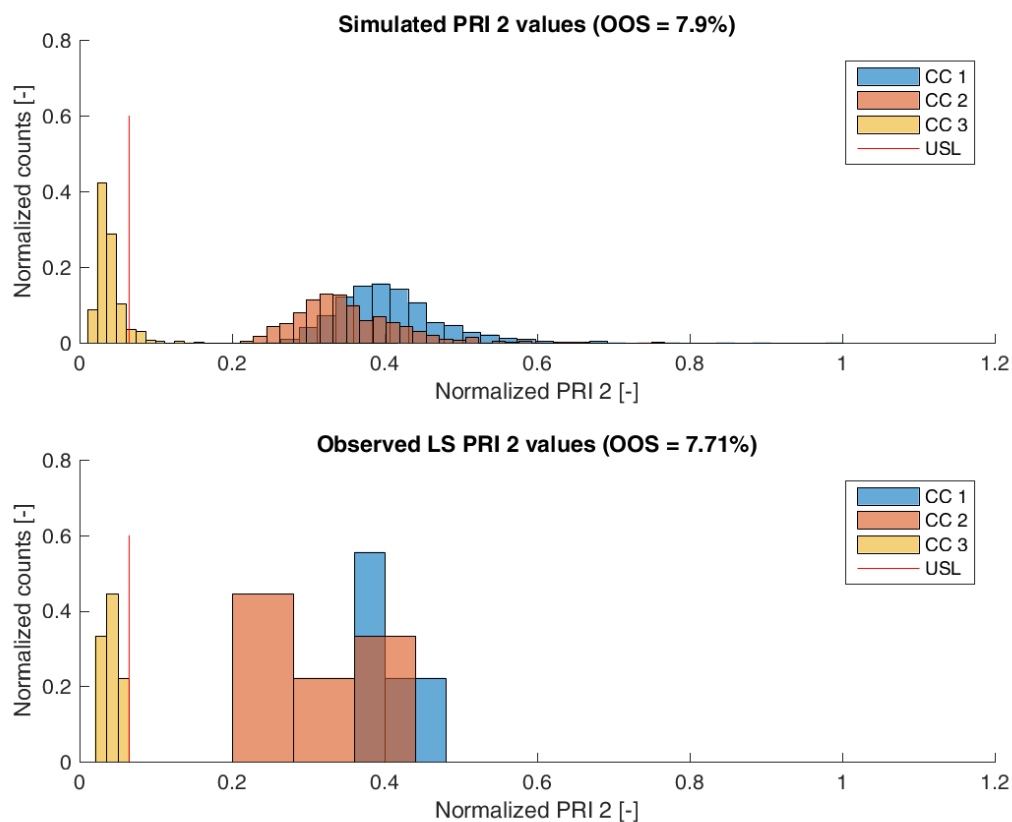 Simulated PRI 2 values (OOS = 7.9%)
Normalized counts [-]
0.8
0.6
0.4
0.2
0
CC 1
CC 2
CC 3
USL
0 0.2 0.4 0.6 0.8 1 1.2
Normalized PRI 2 [-]
Observed LS PRI 2 values (OOS = 7.71%)
Normalized counts [-]
0.8
0.6
0.4
0.2
0
CC 1
CC 2
CC 3
USL
0 0.2 0.4 0.6 0.8 1 1.2
Normalized PRI 2 [-]